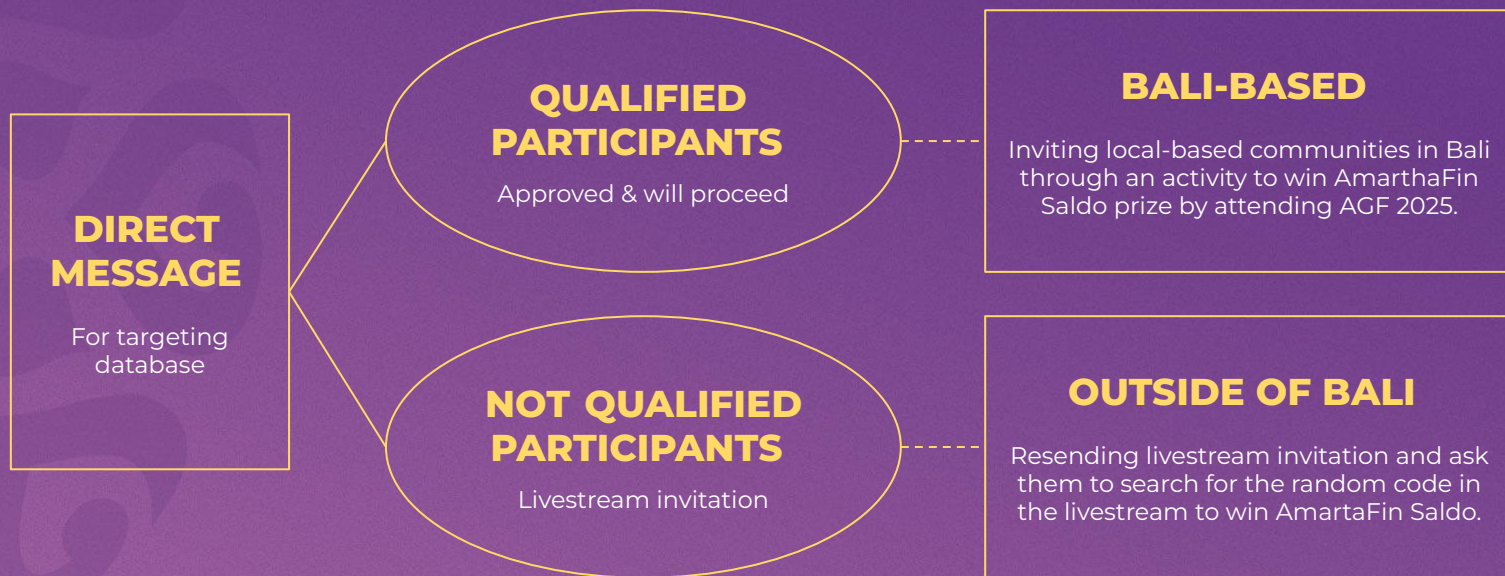 DIRECT
MESSAGE
For targeting
database
QUALIFIED
PARTICIPANTS
Approved & will proceed
BALI-BASED
Inviting local-based communities in Bali
through an activity to win AmarthaFin
Saldo prize by attending AGF 2025.
NOT QUALIFIED
PARTICIPANTS
Livestream invitation
OUTSIDE OF BALI
Resending livestream invitation and ask
them to search for the random code in
the livestream to win AmartaFin Saldo.